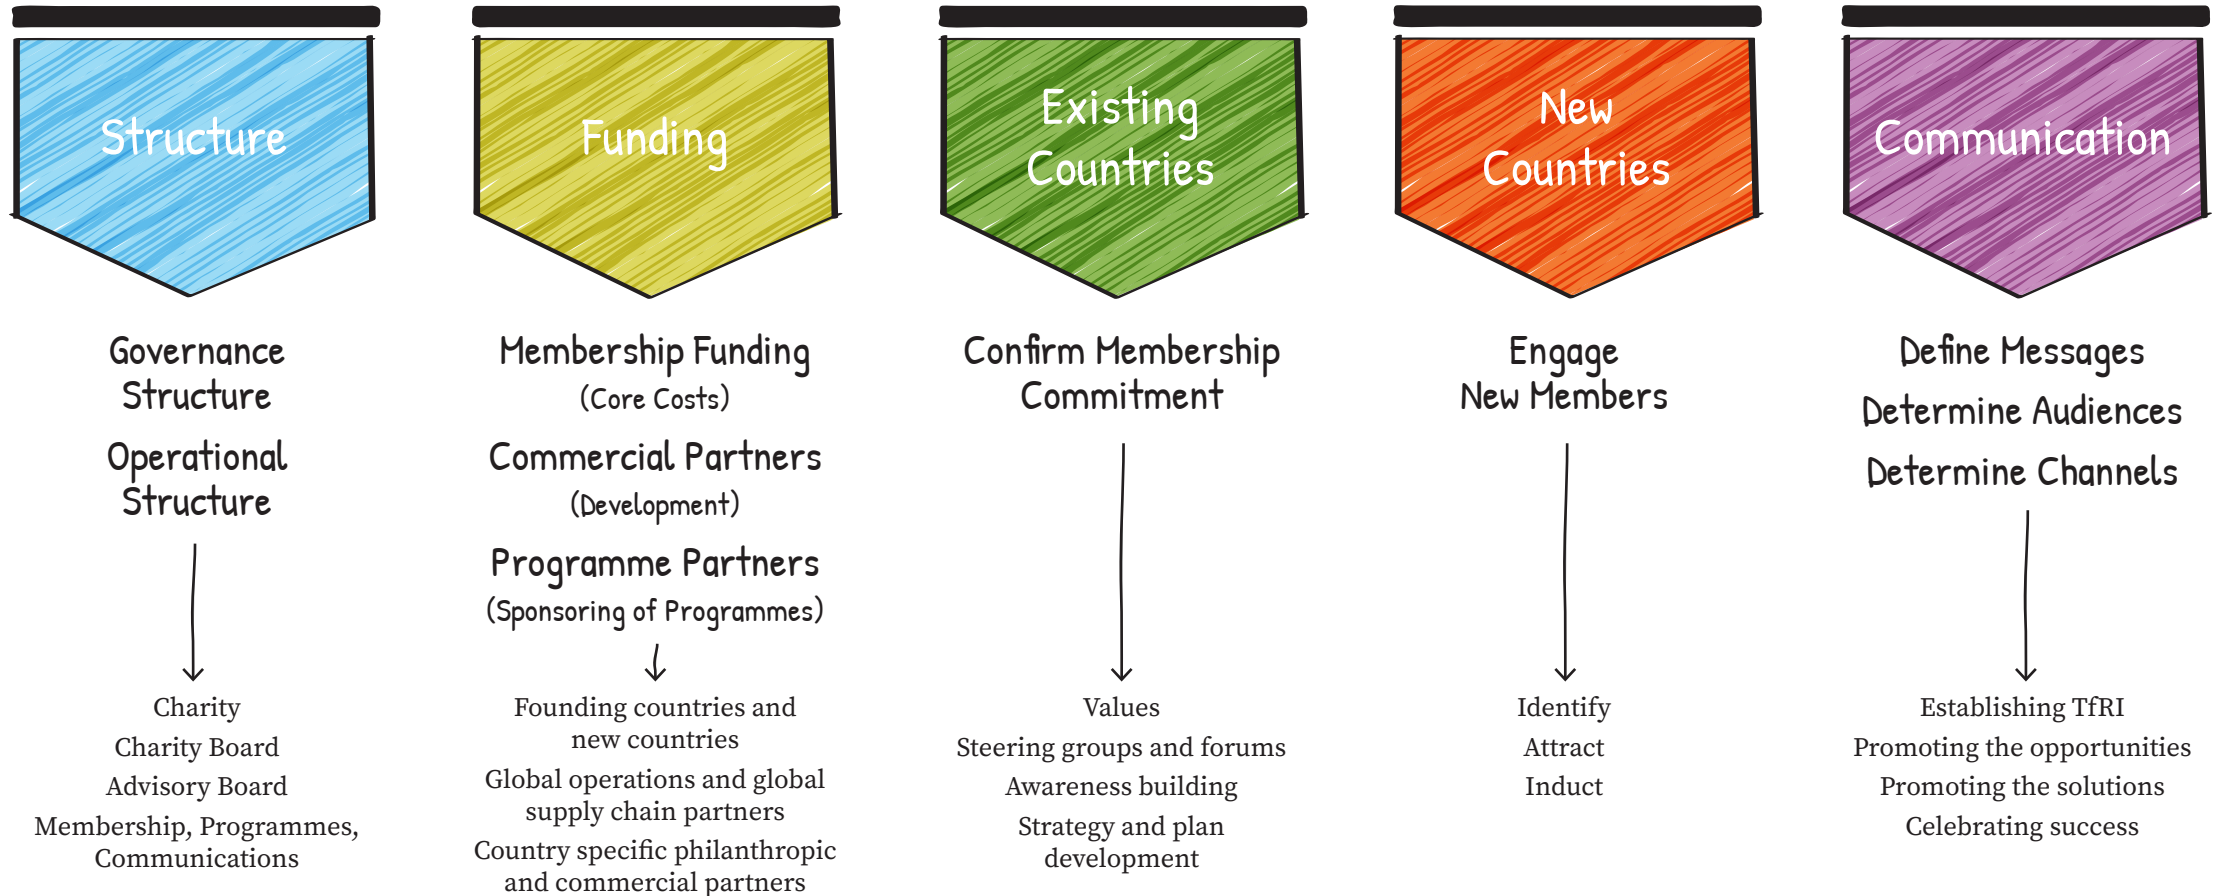 Structure
Governance
Structure
Operational
Structure
Charity
Charity Board
Advisory Board
Membership, Programmes,
Communications
Funding
Membership Funding
(Core Costs)
Commercial Partners
(Development)
Programme Partners
(Sponsoring of Programmes)
Founding countries and
new countries
Global operations and global
supply chain partners
Country specific philanthropic
and commercial partners
Existing
Countries
Confirm Membership
Commitment
Values
Steering groups and forums
Awareness building
Strategy and plan
development
New
Countries
Engage
New Members
Identify
Attract
Induct
Communication
Define Messages
Determine Audiences
Determine Channels
Establishing TfRI
Promoting the opportunities
Promoting the solutions
Celebrating success